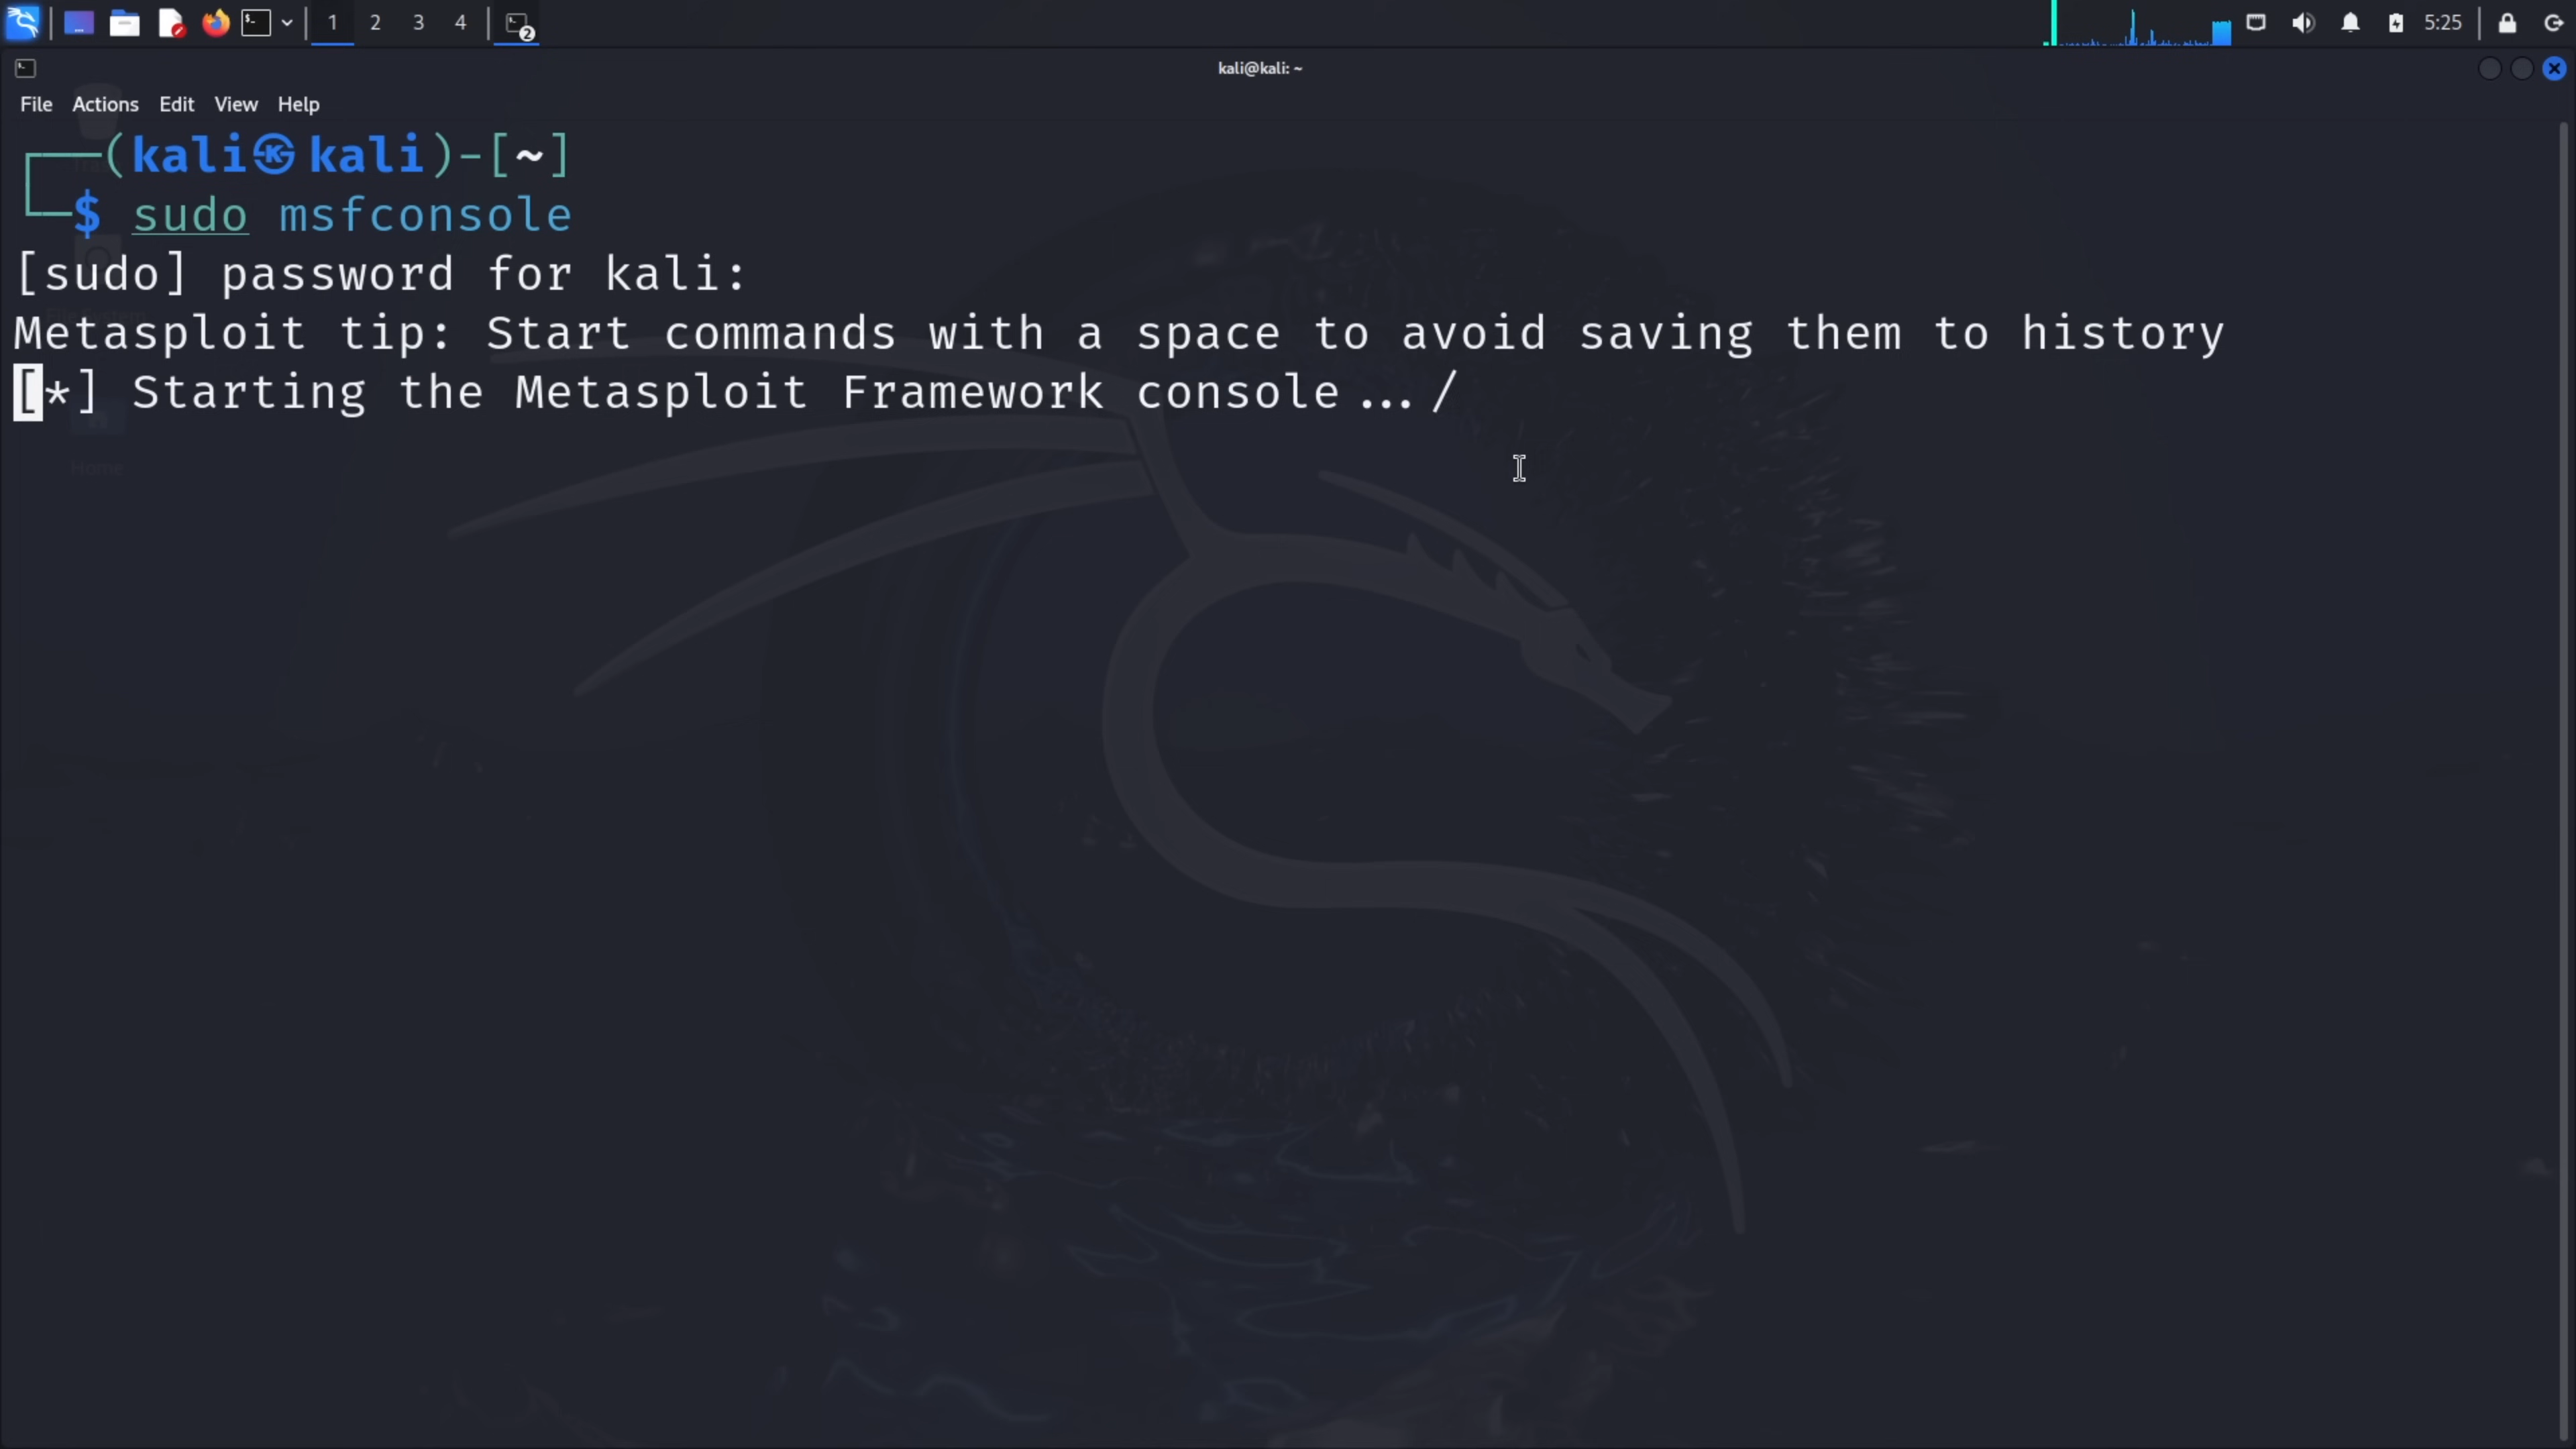 1 2 3 4 2 5:25
kali@kali: ~
File Actions Edit View Help
(kali㉿kali)-[~]
$ sudo msfconsole
[sudo] password for kali:
Metasploit tip: Start commands with a space to avoid saving them to history
[*] Starting the Metasploit Framework console.../
Home